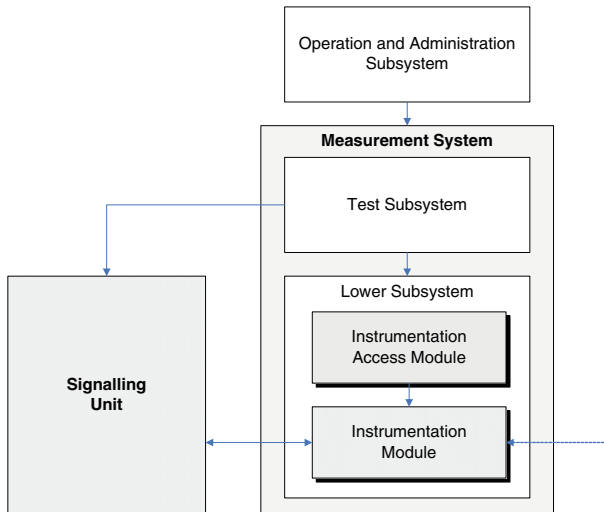 Operation and Administration
Subsystem
Measurement System
Test Subsystem
Lower Subsystem
Instrumentation
Access Module
Signalling
Unit
Instrumentation
Module